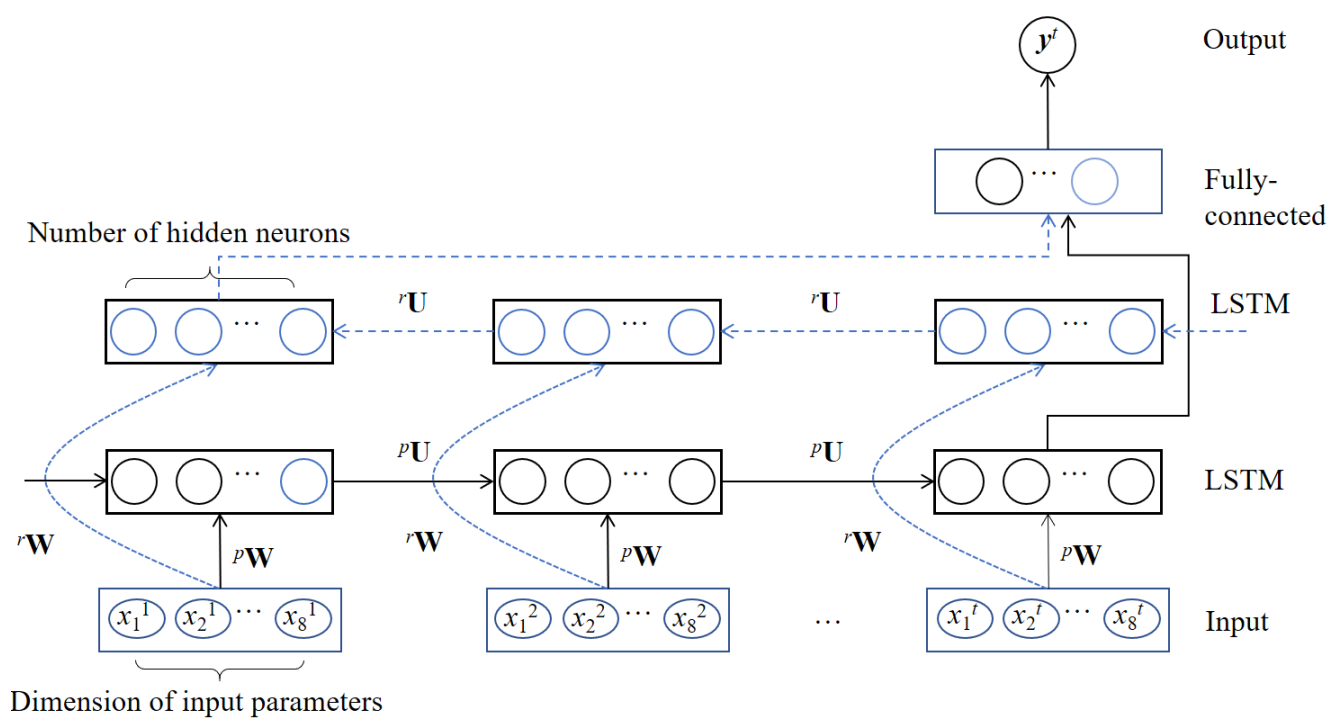 y^t
Output
Fully-
connected
Number of hidden neurons
...
...
^rU
...
^rU
...
LSTM
...
^pU
...
^pU
...
LSTM
^rW
^pW
^rW
^pW
^rW
^pW
x_1^1 x_2^1 ... x_8^1
x_1^2 x_2^2 ... x_8^2
...
x_1^t x_2^t ... x_8^t
Input
Dimension of input parameters